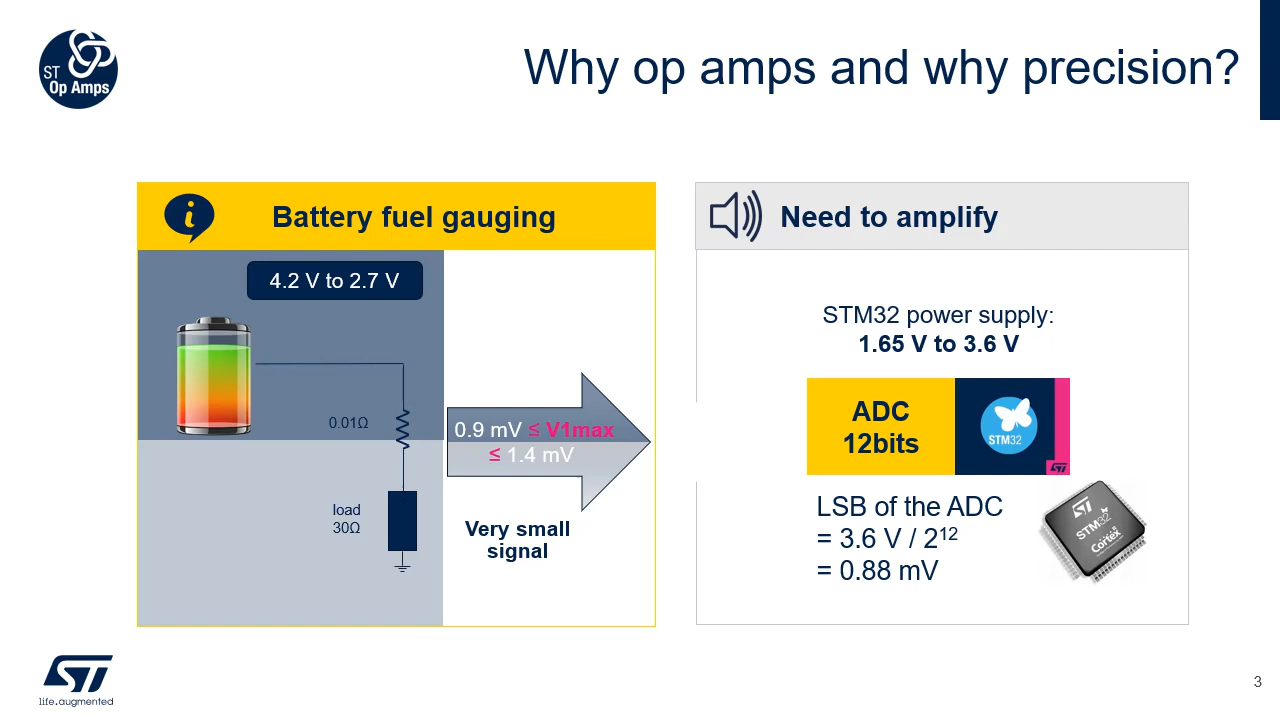 ST
Op Amps
Why op amps and why precision?
i
Battery fuel gauging
4.2 V to 2.7 V
0.01Ω
load
30Ω
0.9 mV ≤ V1max
≤ 1.4 mV
Very small
signal
Need to amplify
STM32 power supply:
1.65 V to 3.6 V
ADC
12bits
STM32
ST
LSB of the ADC
= 3.6 V / 2¹²
= 0.88 mV
ST
STM32
Cortex
ST
life.augmented
3